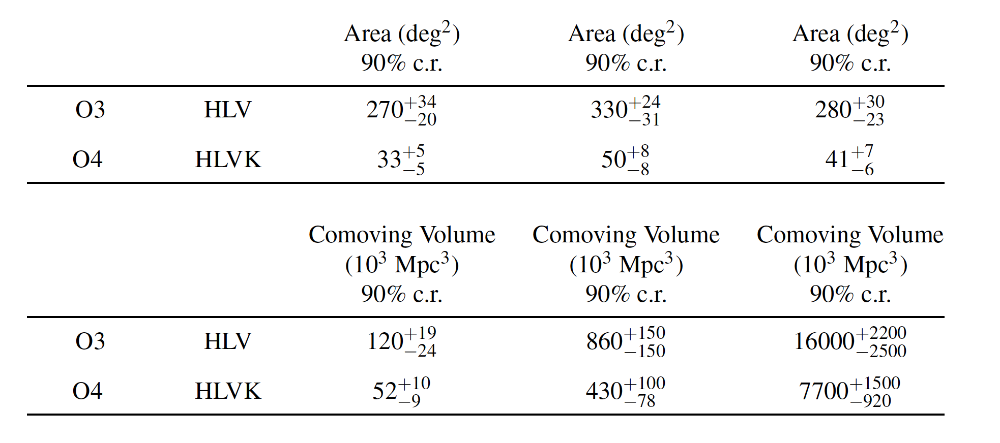 Area (deg²) Area (deg²) Area (deg²)
90% c.r. 90% c.r. 90% c.r.
O3 HLV 270+34−20 330+24−31 280+30−23
O4 HLVK 33+5−5 50+8−8 41+7−6
Comoving Volume Comoving Volume Comoving Volume
(10³ Mpc³) (10³ Mpc³) (10³ Mpc³)
90% c.r. 90% c.r. 90% c.r.
O3 HLV 120+19−24 860+150−150 16000+2200−2500
O4 HLVK 52+10−9 430+100−78 7700+1500−920